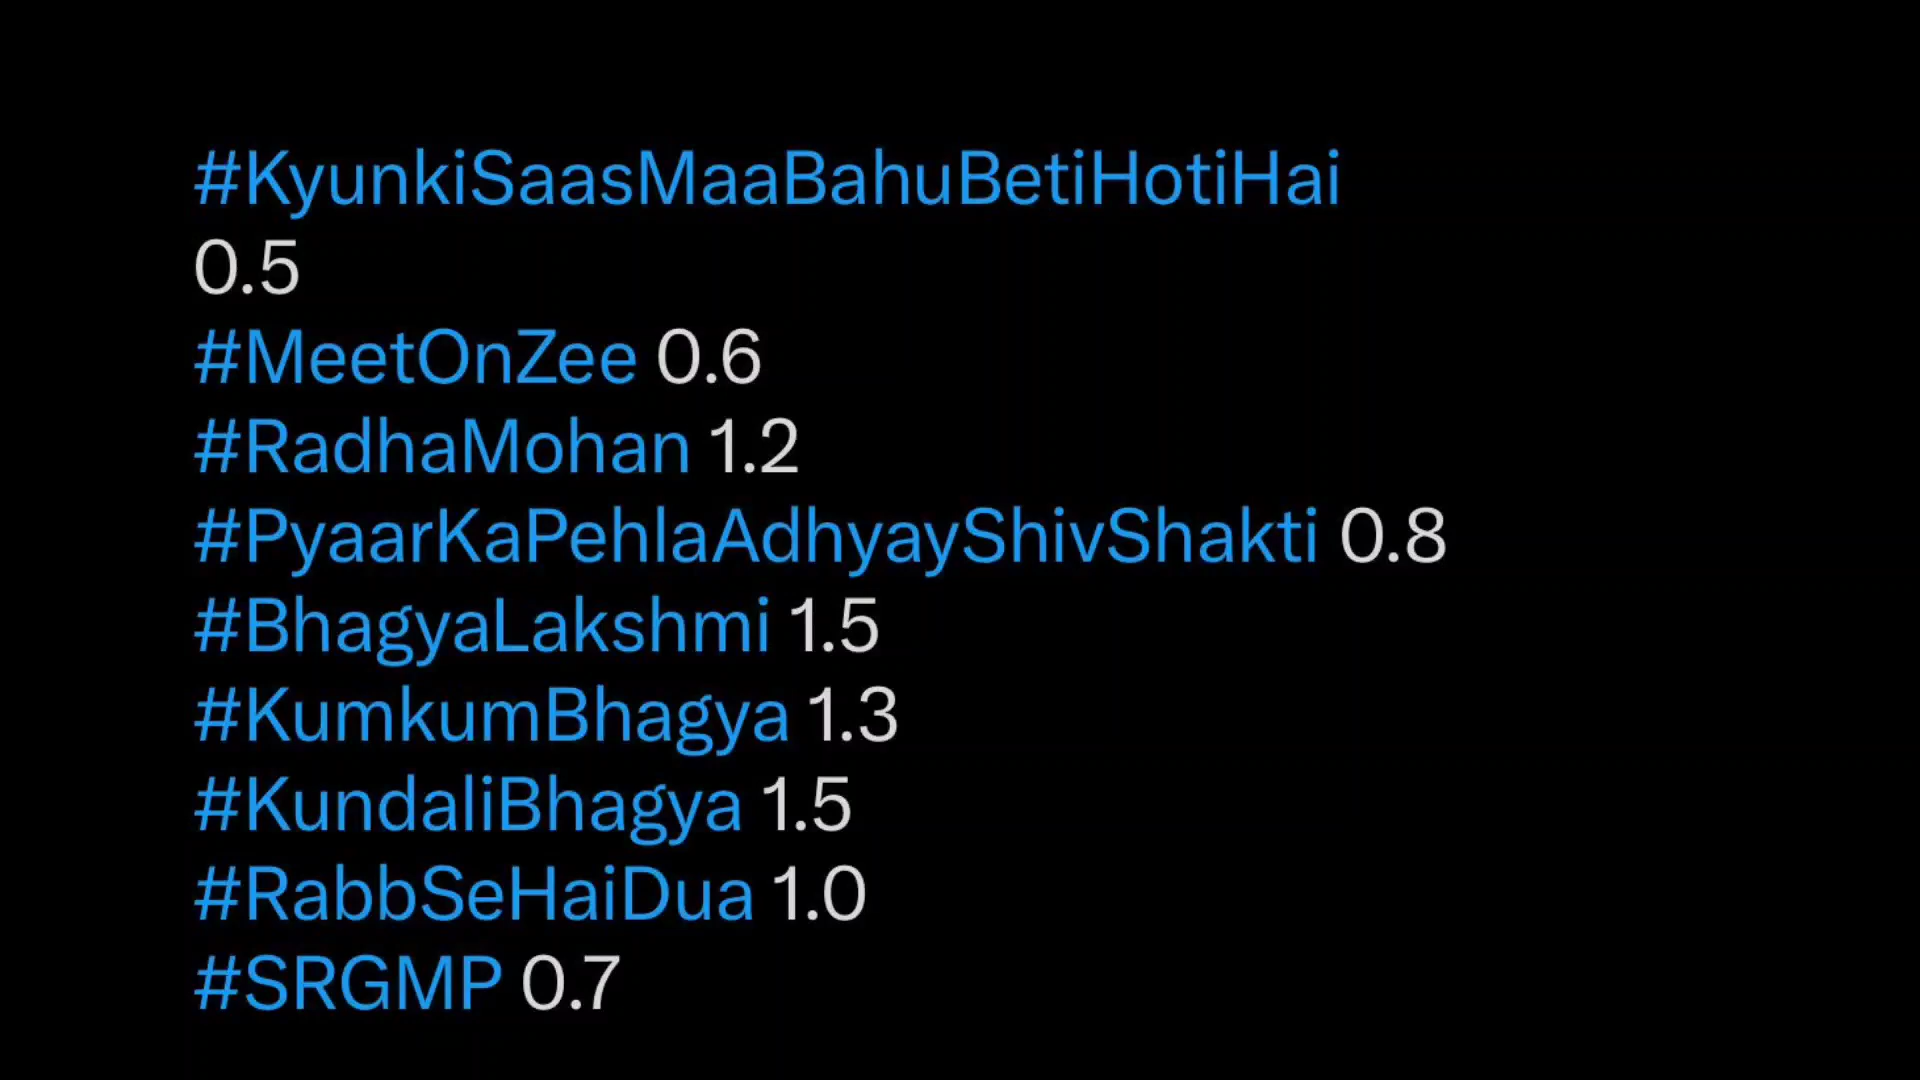 #KyunkiSaasMaaBahuBetiHotiHai
0.5
#MeetOnZee 0.6
#RadhaMohan 1.2
#PyaarKaPehlaAdhyayShivShakti 0.8
#BhagyaLakshmi 1.5
#KumkumBhagya 1.3
#KundaliBhagya 1.5
#RabbSeHaiDua 1.0
#SRGMP 0.7